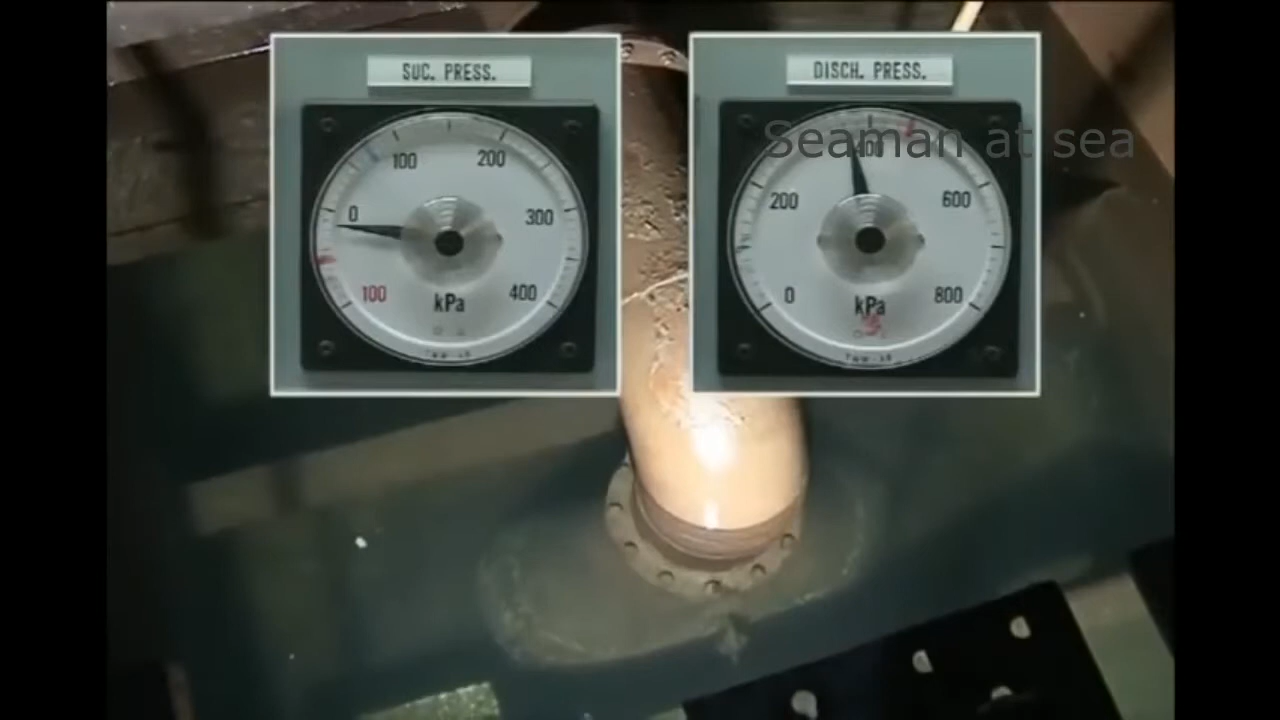 SUC. PRESS.
100
200
0
300
100
400
kPa
DISCH. PRESS.
Seaman at sea
400
200
600
0
800
kPa